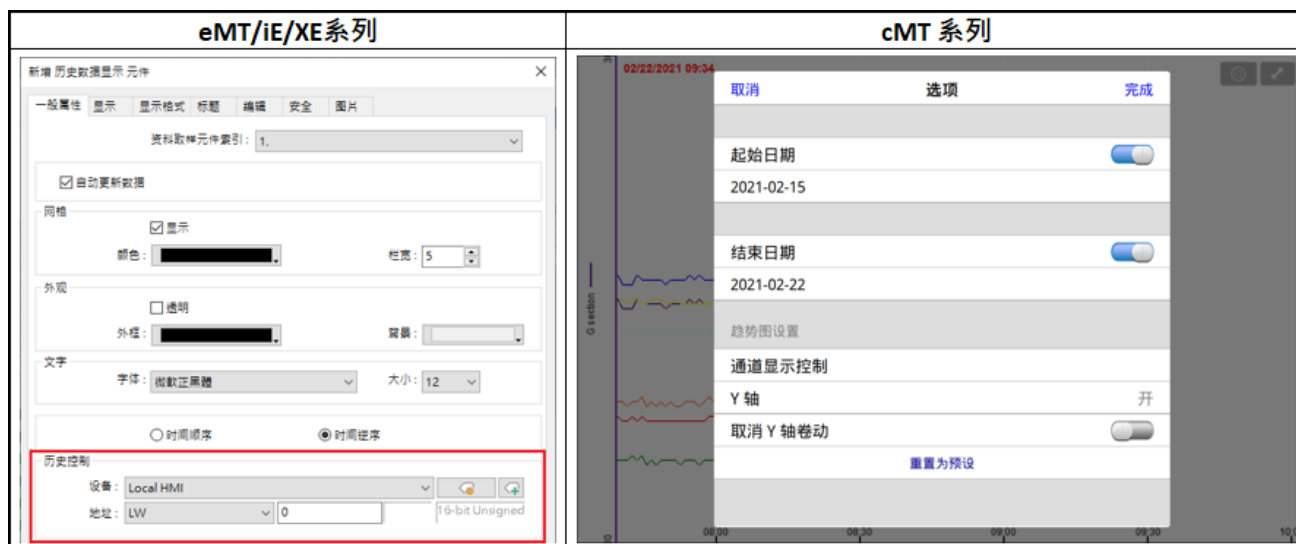 eMT/iE/XE系列
cMT 系列
新增 历史数据显示 元件
一般属性 显示 显示格式 标题 编辑 安全 图片
资料取样元件索引: 1.
自动更新数据
网格
显示
颜色: 栏宽: 5
外观
透明
外框: 背景:
文字
字体: 微軟正黑體 大小: 12
时间顺序 时间逆序
历史控制
设备: Local HMI
地址: LW 0 16-bit Unsigned
02/22/2021 09:34
取消 选项 完成
起始日期
2021-02-15
结束日期
2021-02-22
G section
趋势图设置
通道显示控制
Y 轴 开
取消 Y 轴卷动
重置为预设
08:00 08:30 09:00 09:30